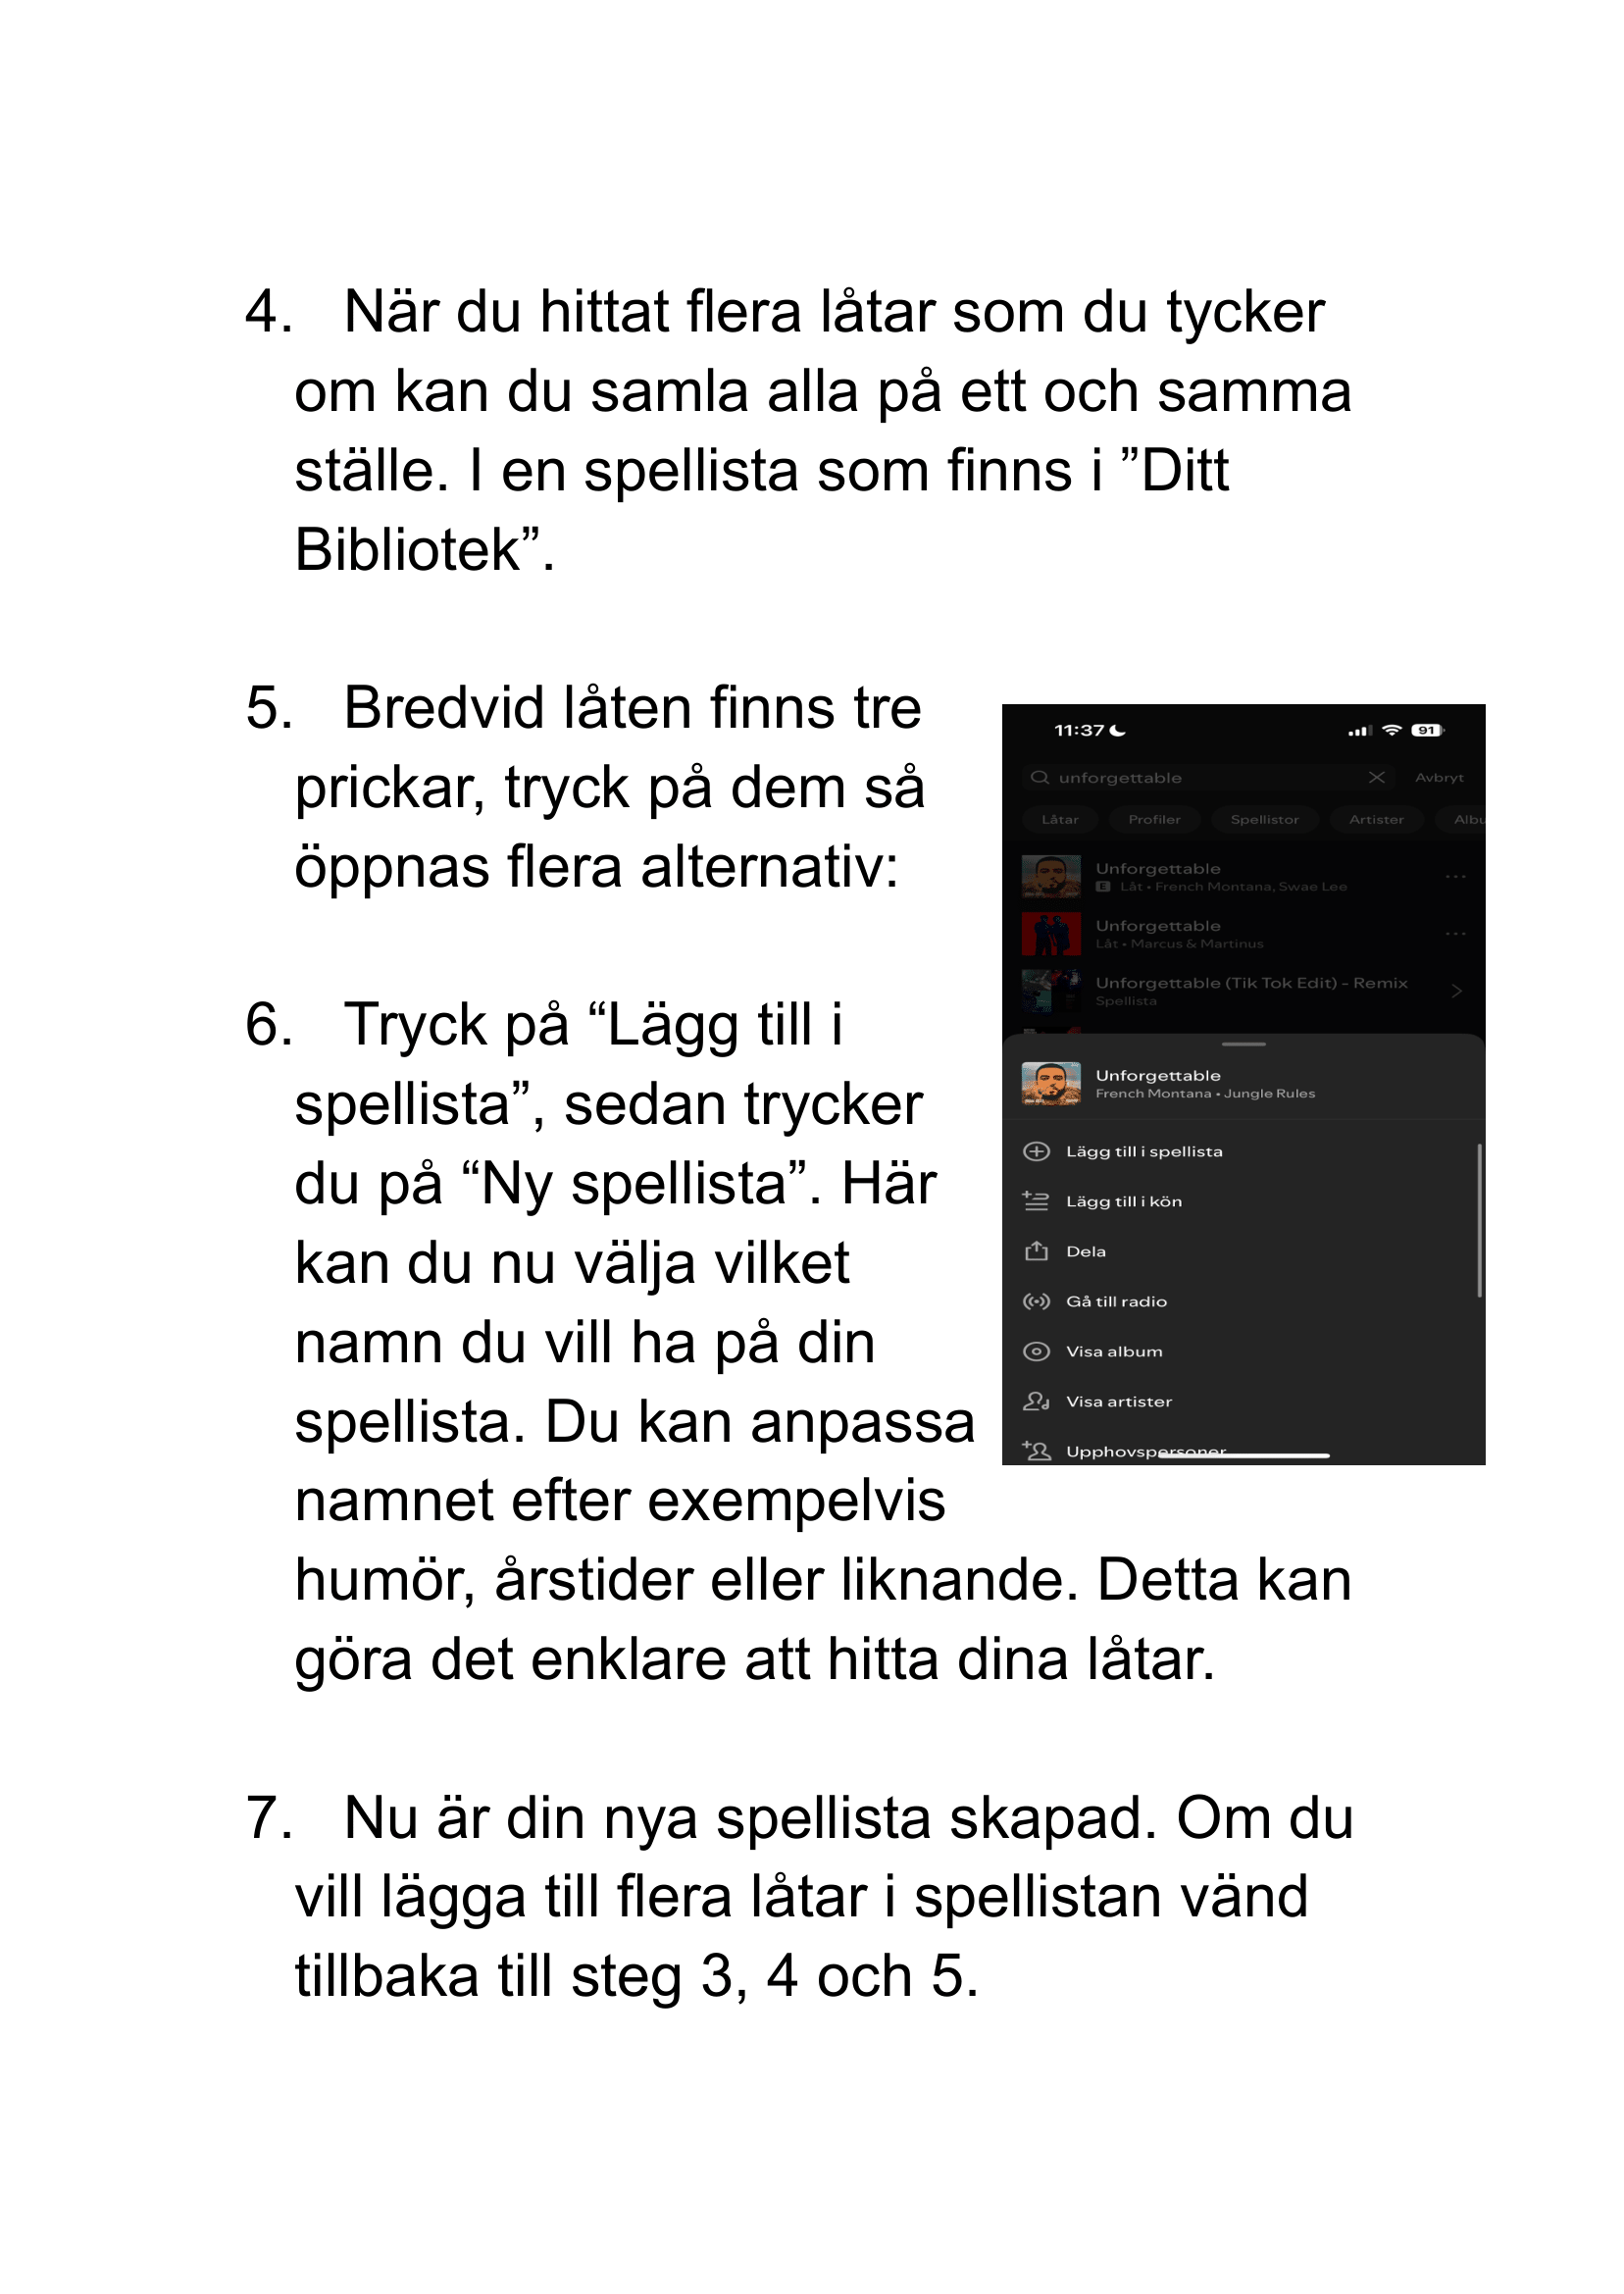 4. När du hittat flera låtar som du tycker
om kan du samla alla på ett och samma
ställe. I en spellista som finns i ”Ditt
Bibliotek”.
5. Bredvid låten finns tre
prickar, tryck på dem så
öppnas flera alternativ:
6. Tryck på “Lägg till i
spellista”, sedan trycker
du på “Ny spellista”. Här
kan du nu välja vilket
namn du vill ha på din
spellista. Du kan anpassa
namnet efter exempelvis
humör, årstider eller liknande. Detta kan
göra det enklare att hitta dina låtar.
7. Nu är din nya spellista skapad. Om du
vill lägga till flera låtar i spellistan vänd
tillbaka till steg 3, 4 och 5.
11:37 91
unforgettable Avbryt
Låtar Profiler Spellistor Artister Albu
Unforgettable
E Låt • French Montana, Swae Lee
Unforgettable
Låt • Marcus & Martinus
Unforgettable (Tik Tok Edit) - Remix
Spellista
Unforgettable
French Montana • Jungle Rules
Lägg till i spellista
Lägg till i kön
Dela
Gå till radio
Visa album
Visa artister
Upphovspersoner